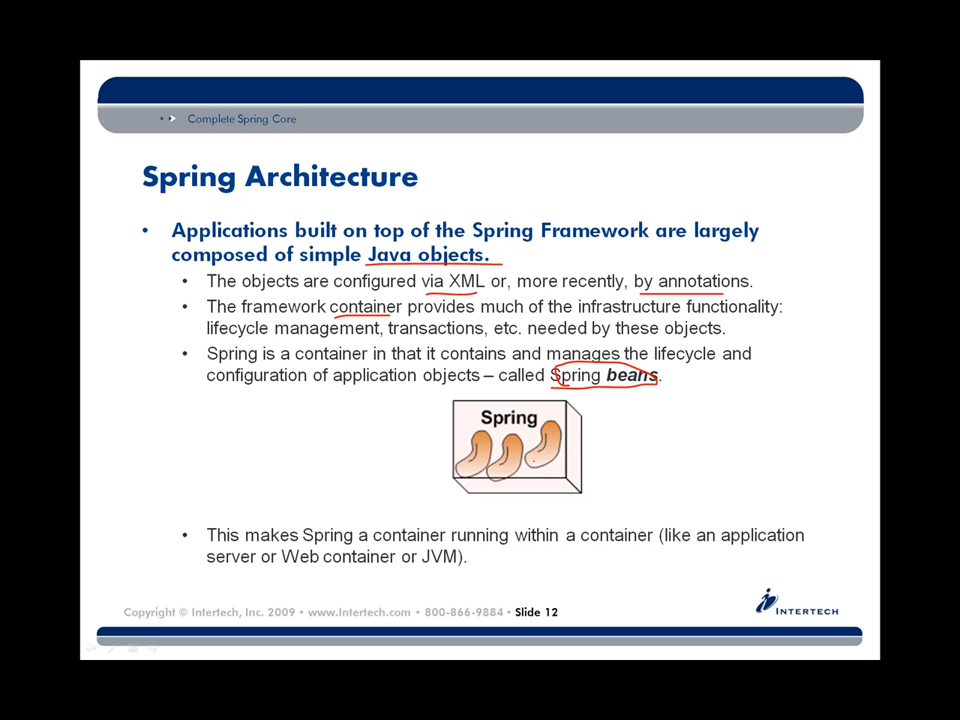 Complete Spring Core
Spring Architecture
• Applications built on top of the Spring Framework are largely
composed of simple Java objects.
• The objects are configured via XML or, more recently, by annotations.
• The framework container provides much of the infrastructure functionality:
lifecycle management, transactions, etc. needed by these objects.
• Spring is a container in that it contains and manages the lifecycle and
configuration of application objects – called Spring beans.
Spring
• This makes Spring a container running within a container (like an application
server or Web container or JVM).
Copyright © Intertech, Inc. 2009 • www.Intertech.com • 800-866-9884 • Slide 12
INTERTECH